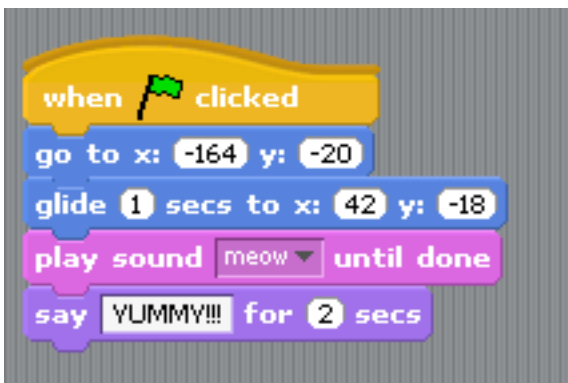 when clicked
go to x: -164 y: -20
glide 1 secs to x: 42 y: -18
play sound meow until done
say YUMMY!!! for 2 secs